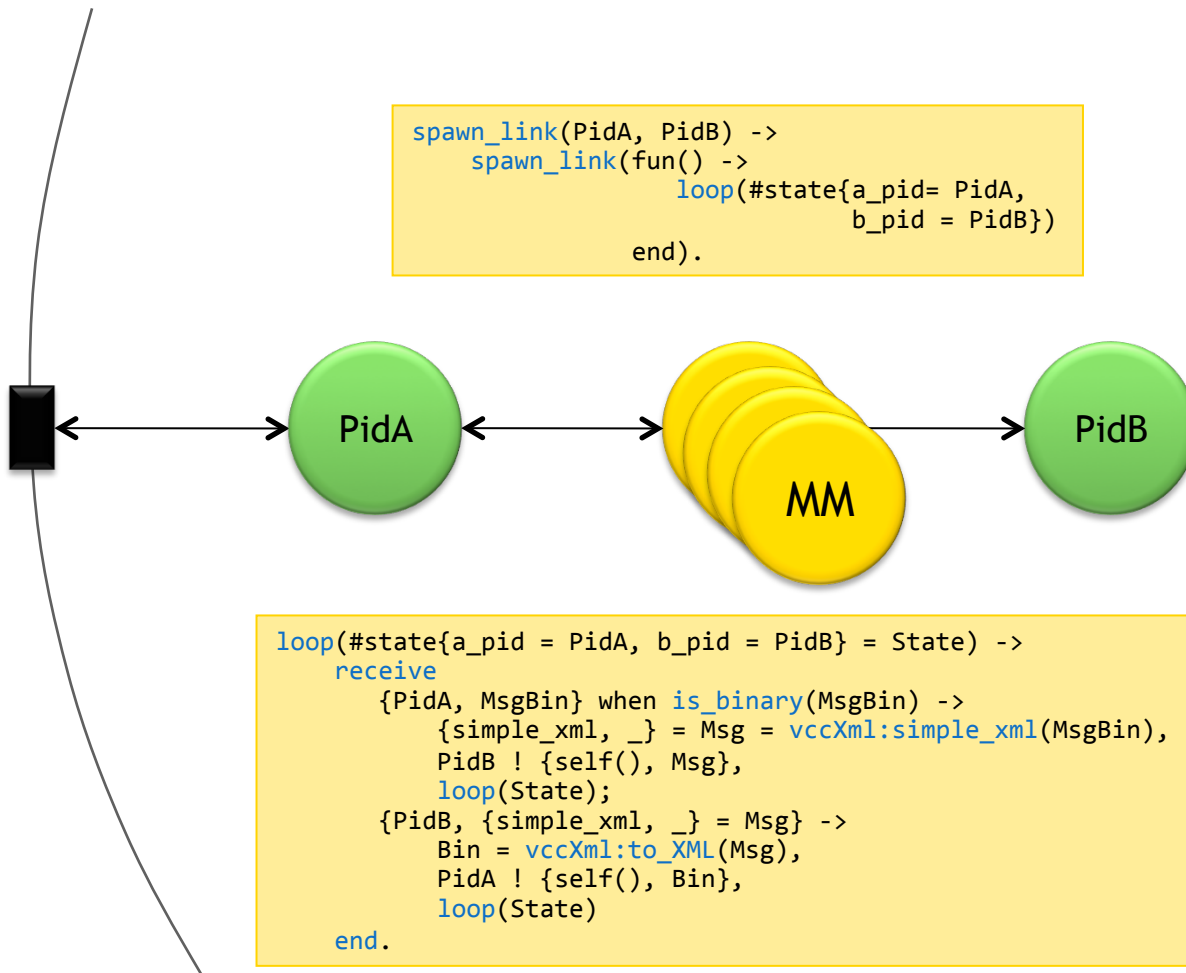 spawn_link(PidA, PidB) ->
    spawn_link(fun() ->
                  loop(#state{a_pid= PidA,
                              b_pid = PidB})
               end).
PidA
MM
PidB
loop(#state{a_pid = PidA, b_pid = PidB} = State) ->
    receive
       {PidA, MsgBin} when is_binary(MsgBin) ->
           {simple_xml, _} = Msg = vccXml:simple_xml(MsgBin),
           PidB ! {self(), Msg},
           loop(State);
       {PidB, {simple_xml, _} = Msg} ->
           Bin = vccXml:to_XML(Msg),
           PidA ! {self(), Bin},
           loop(State)
    end.